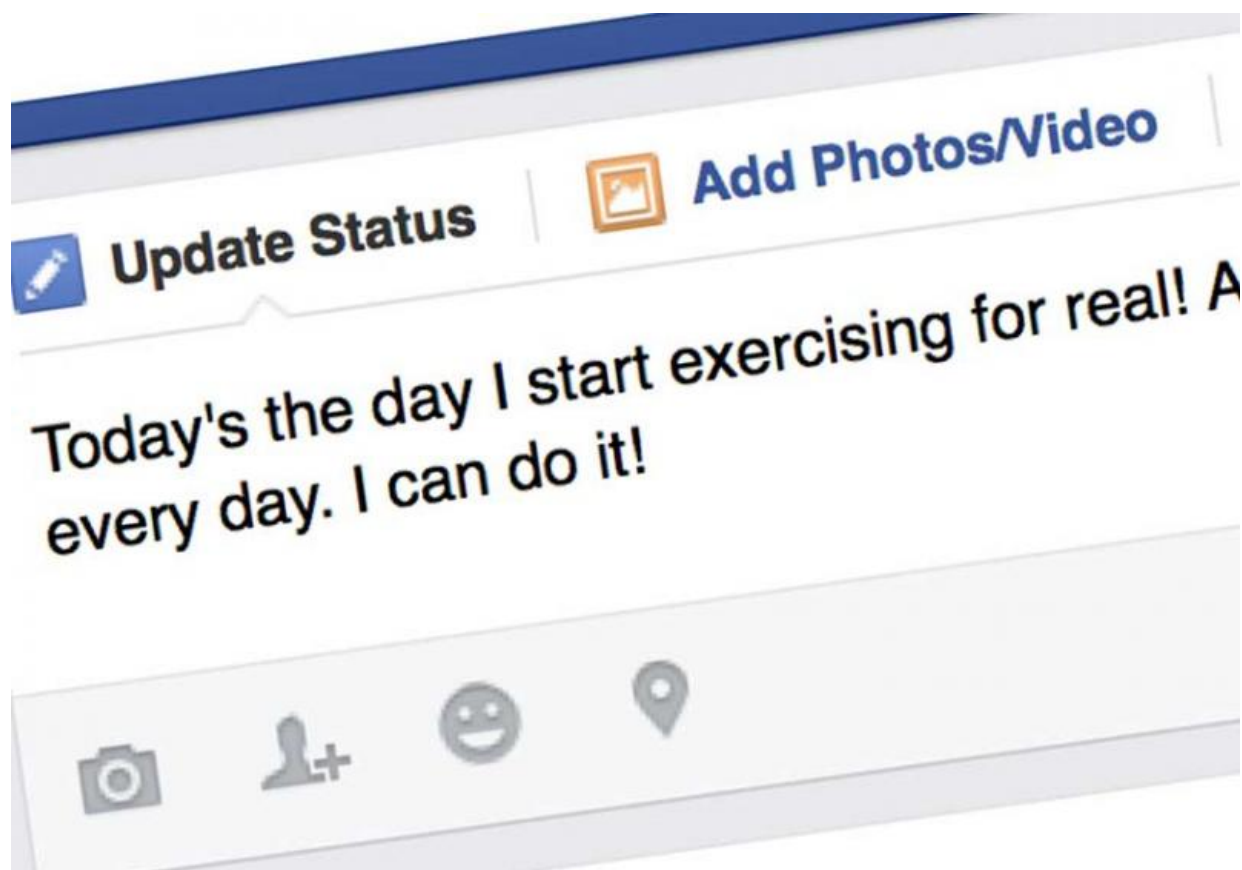 Update Status
Add Photos/Video
Today's the day I start exercising for real! A
every day. I can do it!